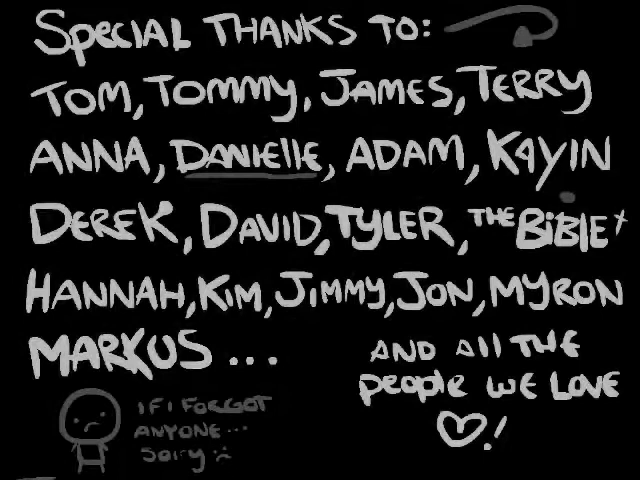 Special THANKS TO:
TOM, TOMMY, JAMES, TERRY
ANNA, DANIElle, ADAM, KAYIN
DEREK, DAVID, TYLER, THE BiBLE
HANNAH, KIM, JIMMY, JON, MYRON
MARKUS...
AND All THE
people WE LOVE
♡!
IF I FORGOT
ANYONE...
Sorry :(